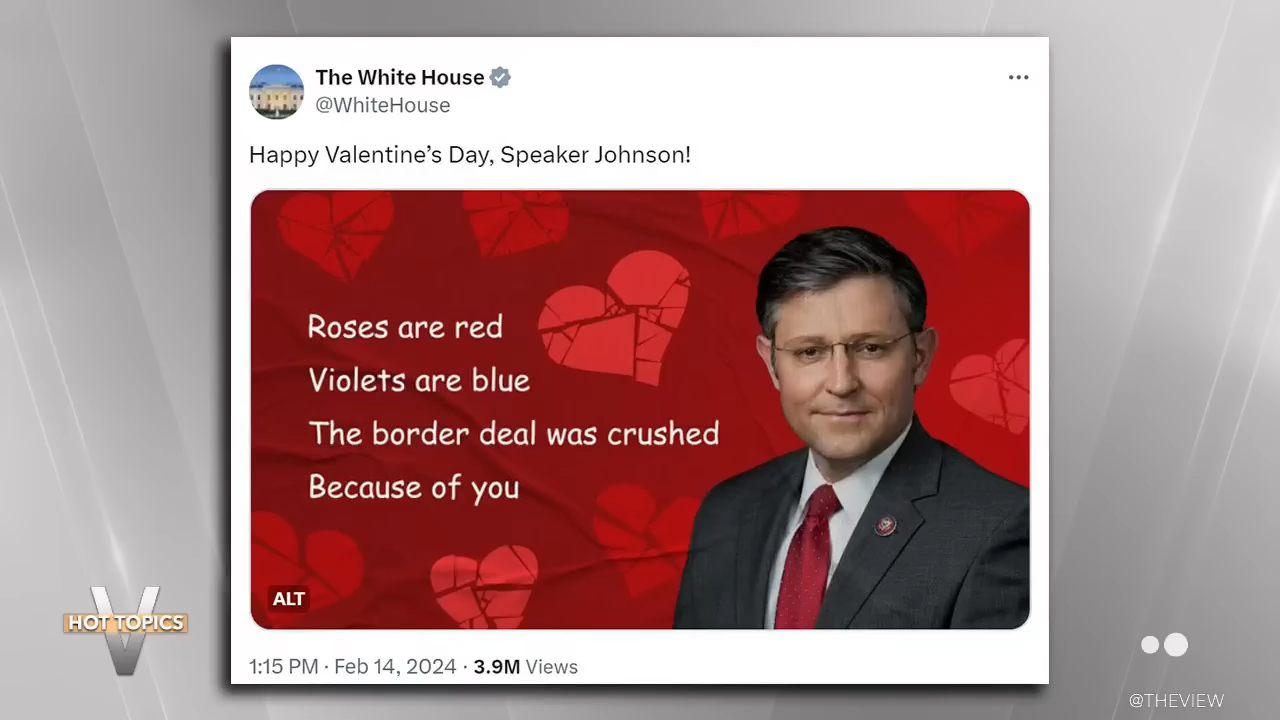 The White House
@WhiteHouse
Happy Valentine’s Day, Speaker Johnson!
Roses are red
Violets are blue
The border deal was crushed
Because of you
ALT
1:15 PM · Feb 14, 2024 · 3.9M Views
V
HOT TOPICS
@THEVIEW